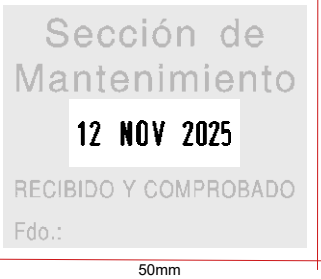 Sección de
Mantenimiento
12 NOV 2025
RECIBIDO Y COMPROBADO
Fdo.:
50mm